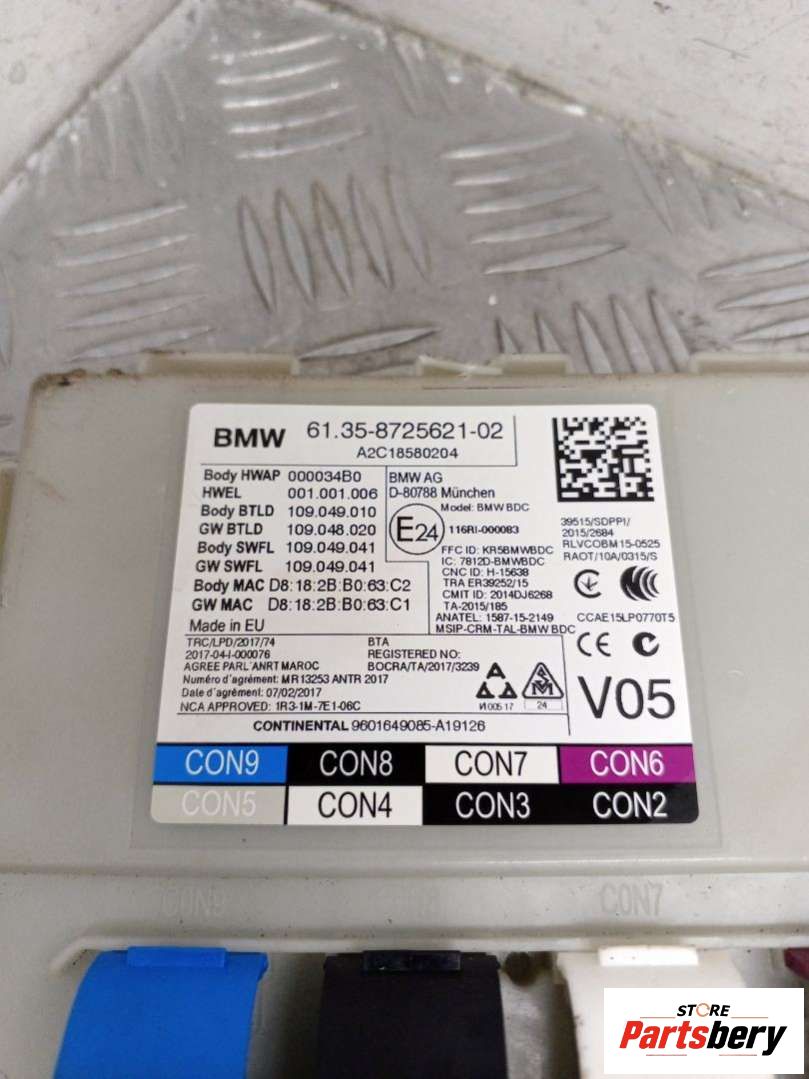 BMW 61.35-8725621-02
A2C18580204
Body HWAP 000034B0
HWEL 001.001.006
Body BTLD 109.049.010
GW BTLD 109.048.020
Body SWFL 109.049.041
GW SWFL 109.049.041
Body MAC D8:18:2B:B0:63:C2
GW MAC D8:18:2B:B0:63:C1
Made in EU
BMW AG
D-80788 München
Model: BMW BDC
E24
116RI-000083
FFC ID: KR5BMWBDC
IC: 7812D-BMWBDC
CNC ID: H-15638
TRA ER39252/15
CMIT ID: 2014DJ6268
TA-2015/185
ANATEL: 1587-15-2149
MSIP-CRM-TAL-BMW BDC
39515/SDPPI/
2015/2684
RLVCOBM15-0525
RAOT/10A/0315/S
CCAE15LP0770T5
CE
TRC/LPD/2017/74
2017-04-I-000076
AGREE PARL'ANRT MAROC
Numéro d'agrément: MR13253 ANTR 2017
Date d'agrément: 07/02/2017
NCA APPROVED: 1R3-1M-7E1-06C
BTA
REGISTERED NO:
BOCRA/TA/2017/3239
И 005 17
24
V05
CONTINENTAL 9601649085-A19126
CON9 CON8 CON7 CON6
CON5 CON4 CON3 CON2
CON9 CON7
STORE
Partsbery